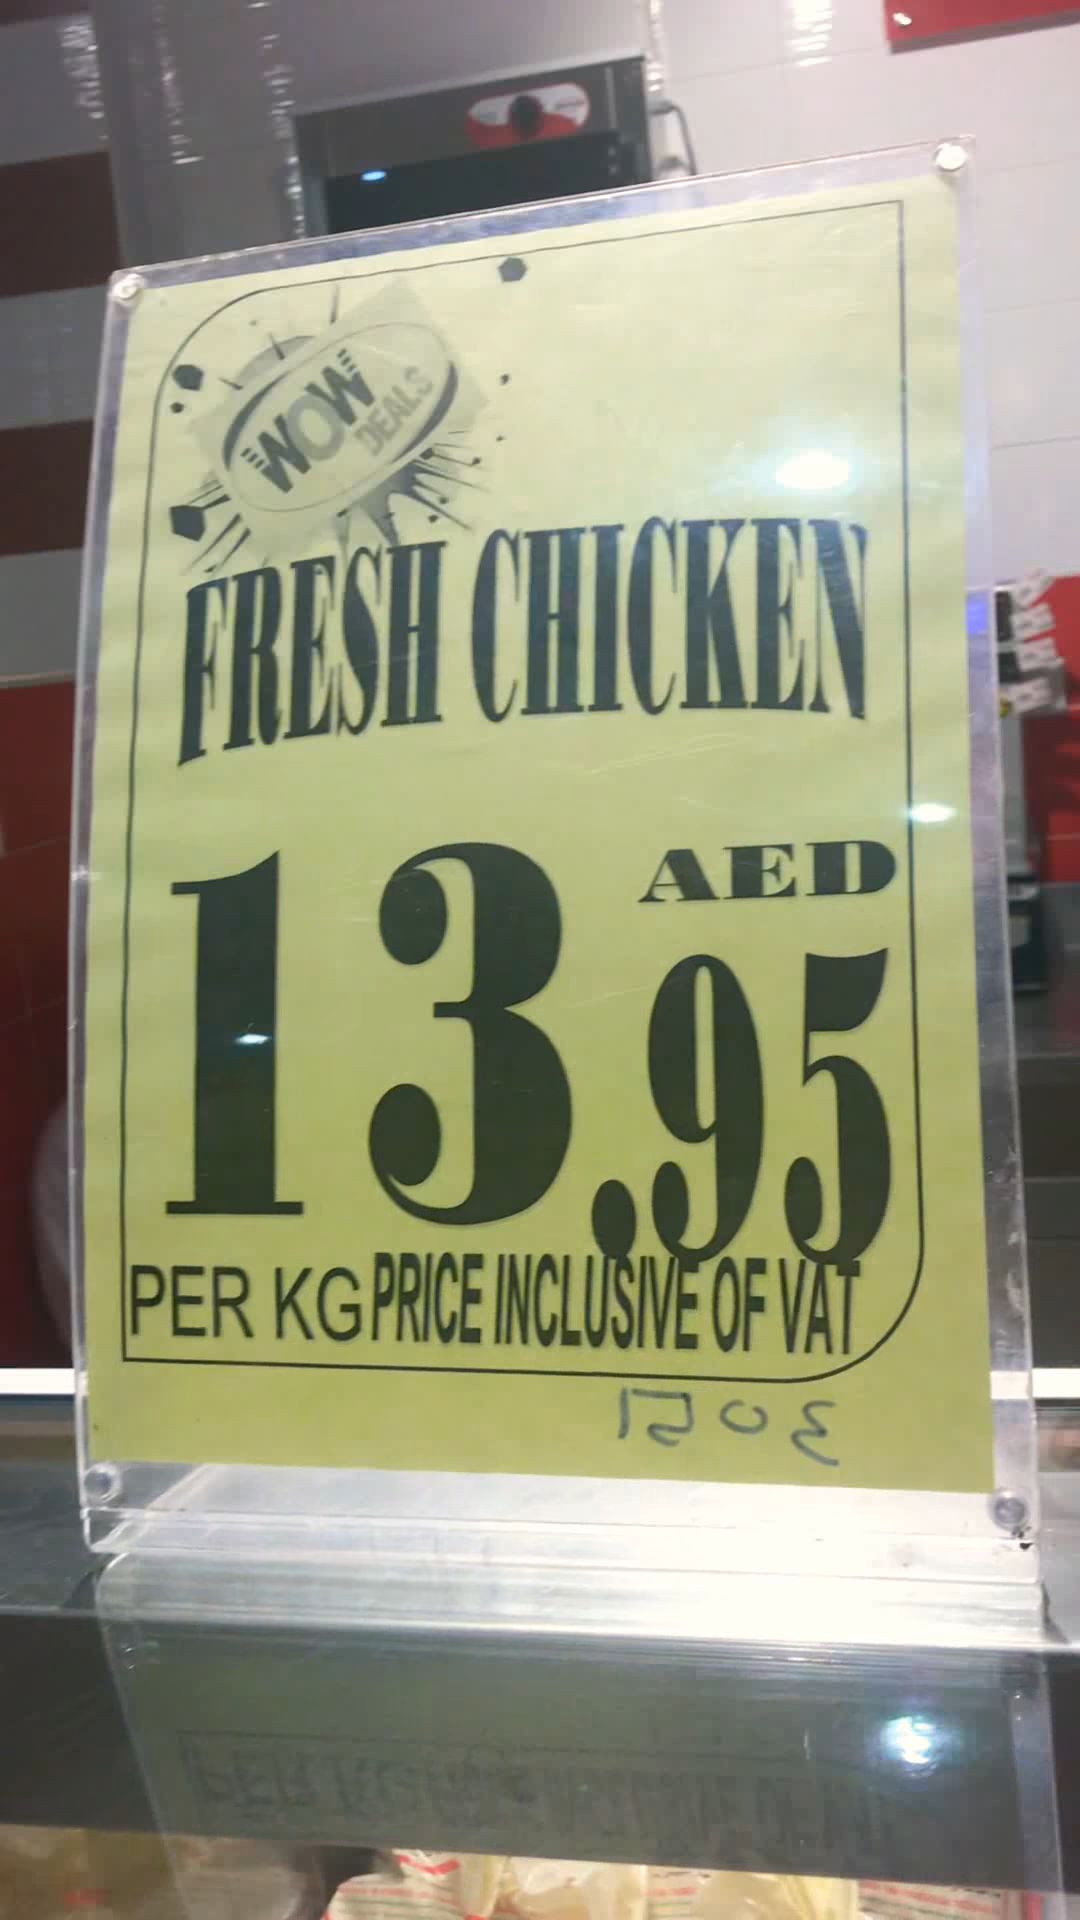 WOW
DEALS
FRESH CHICKEN
AED
13.95
PER KG PRICE INCLUSIVE OF VAT